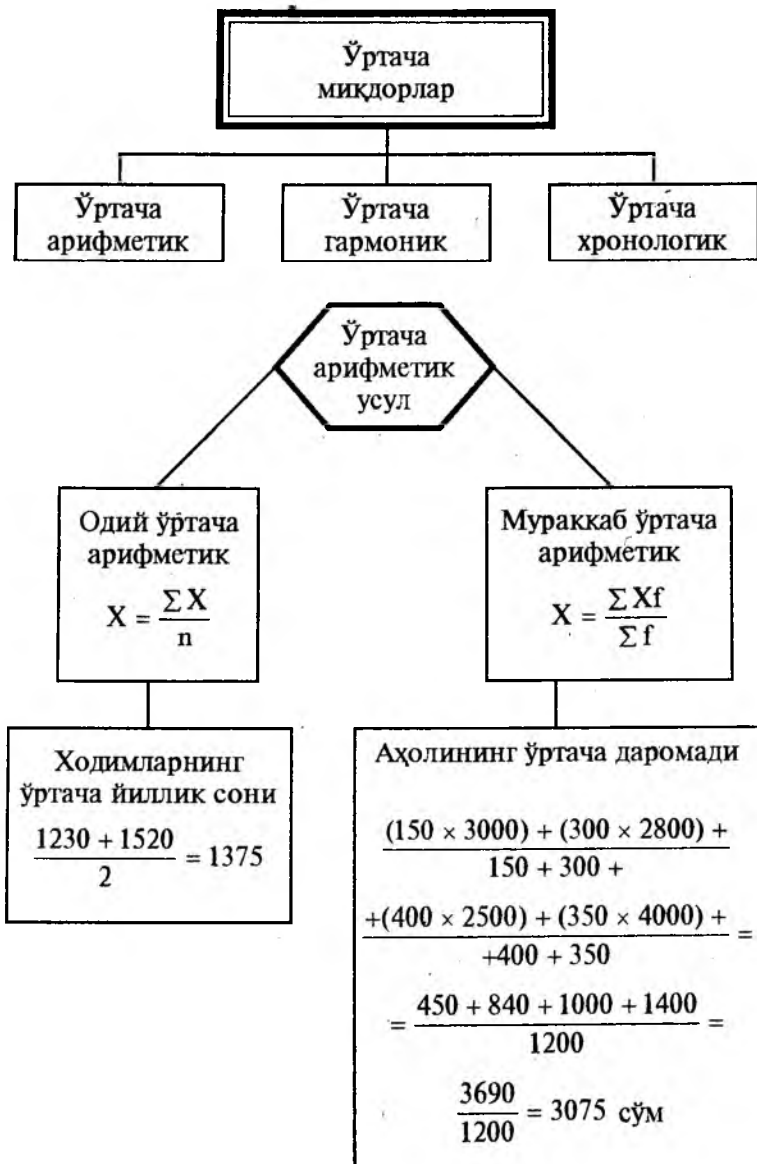 Ўртача
миқдорлар
Ўртача
арифметик
Ўртача
гармоник
Ўртача
хронологик
Ўртача
арифметик
усул
Одий ўртача
арифметик
X = ΣX / n
Мураккаб ўртача
арифметик
X = ΣXf / Σf
Ходимларнинг
ўртача йиллик сони
(1230 + 1520) / 2 = 1375
Аҳолининг ўртача даромади
(150 × 3000) + (300 × 2800) +
150 + 300 +
+(400 × 2500) + (350 × 4000) + =
+400 + 350
= (450 + 840 + 1000 + 1400) / 1200 =
3690 / 1200 = 3075 сўм